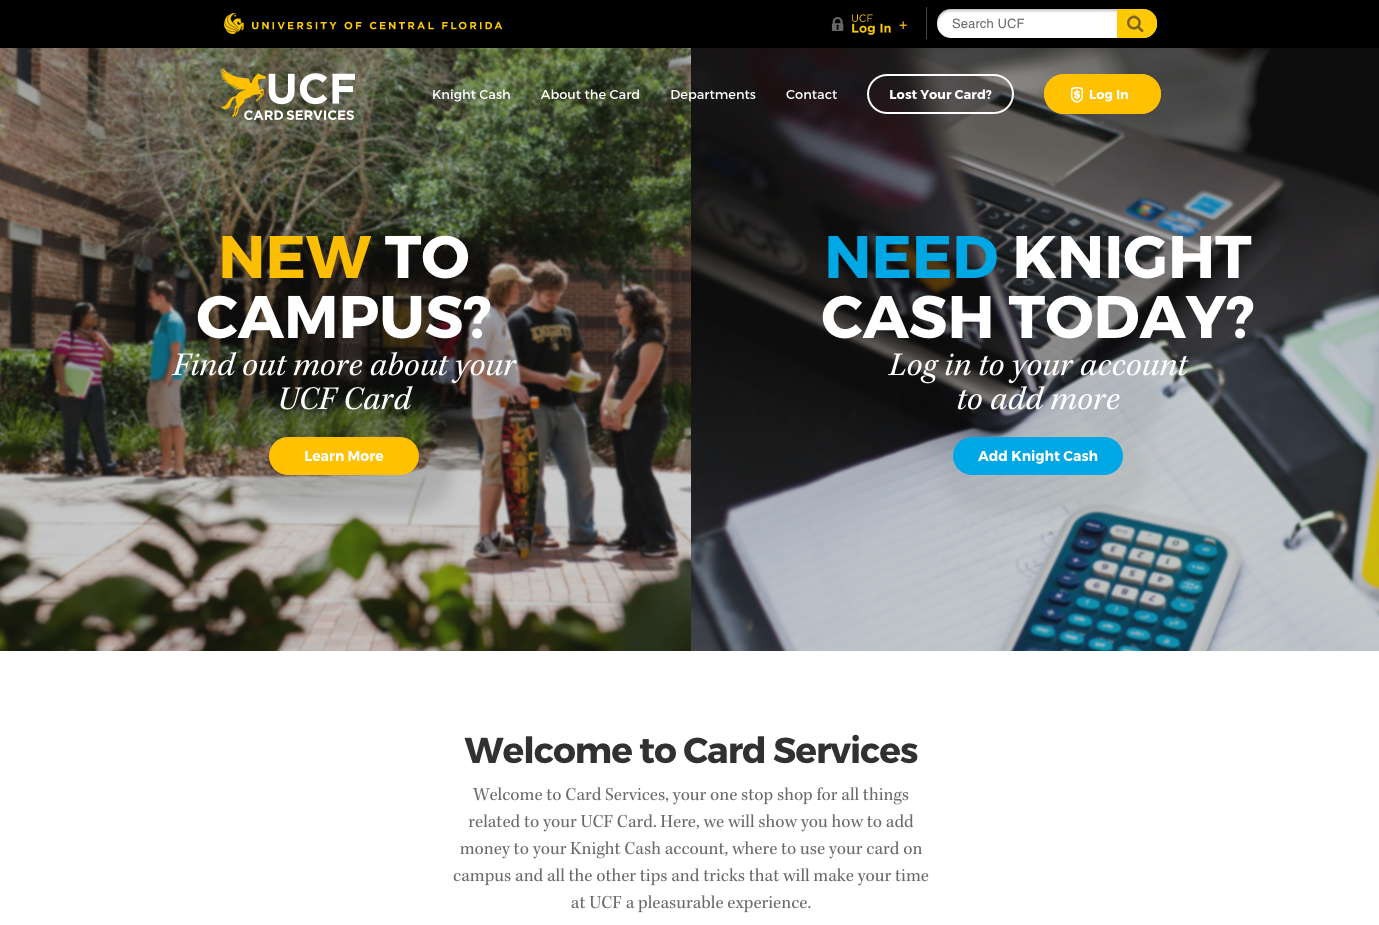 UNIVERSITY OF CENTRAL FLORIDA
UCF
Log In +
Search UCF
UCF
CARD SERVICES
Knight Cash
About the Card
Departments
Contact
Lost Your Card?
Log In
NEW TO
CAMPUS?
Find out more about your
UCF Card
Learn More
NEED KNIGHT
CASH TODAY?
Log in to your account
to add more
Add Knight Cash
Welcome to Card Services
Welcome to Card Services, your one stop shop for all things
related to your UCF Card. Here, we will show you how to add
money to your Knight Cash account, where to use your card on
campus and all the other tips and tricks that will make your time
at UCF a pleasurable experience.